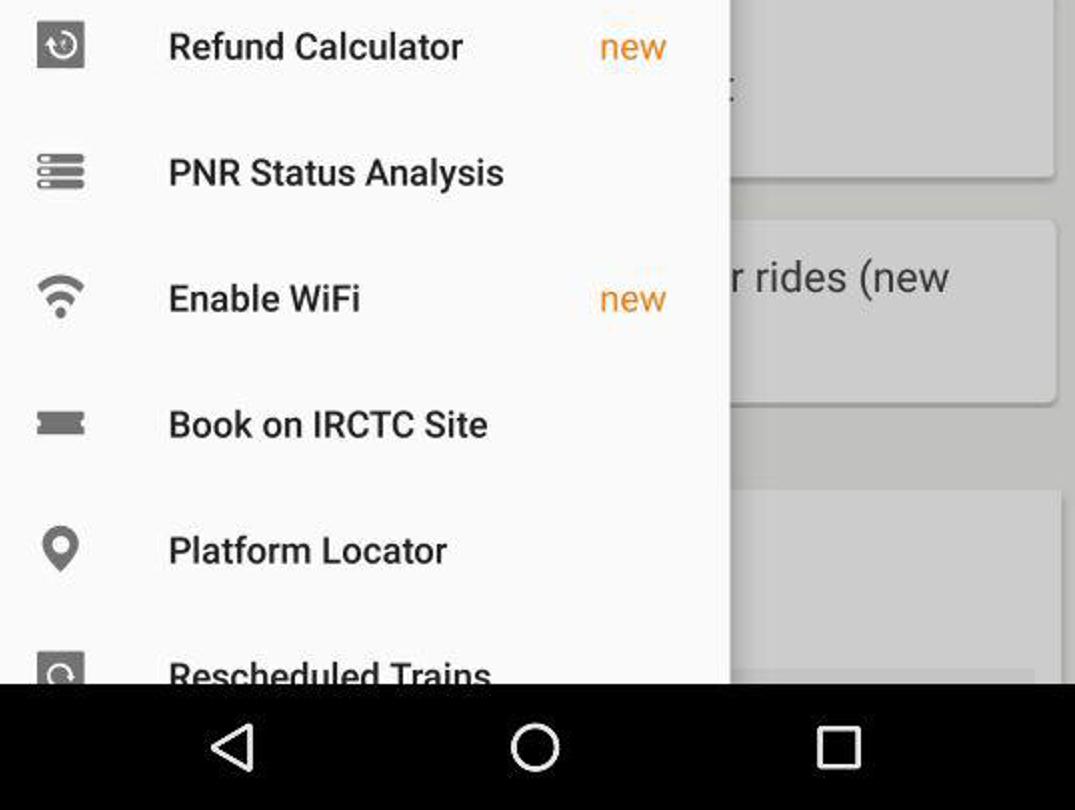 Refund Calculator new
PNR Status Analysis
r rides (new
Enable WiFi new
Book on IRCTC Site
Platform Locator
Rescheduled Trains